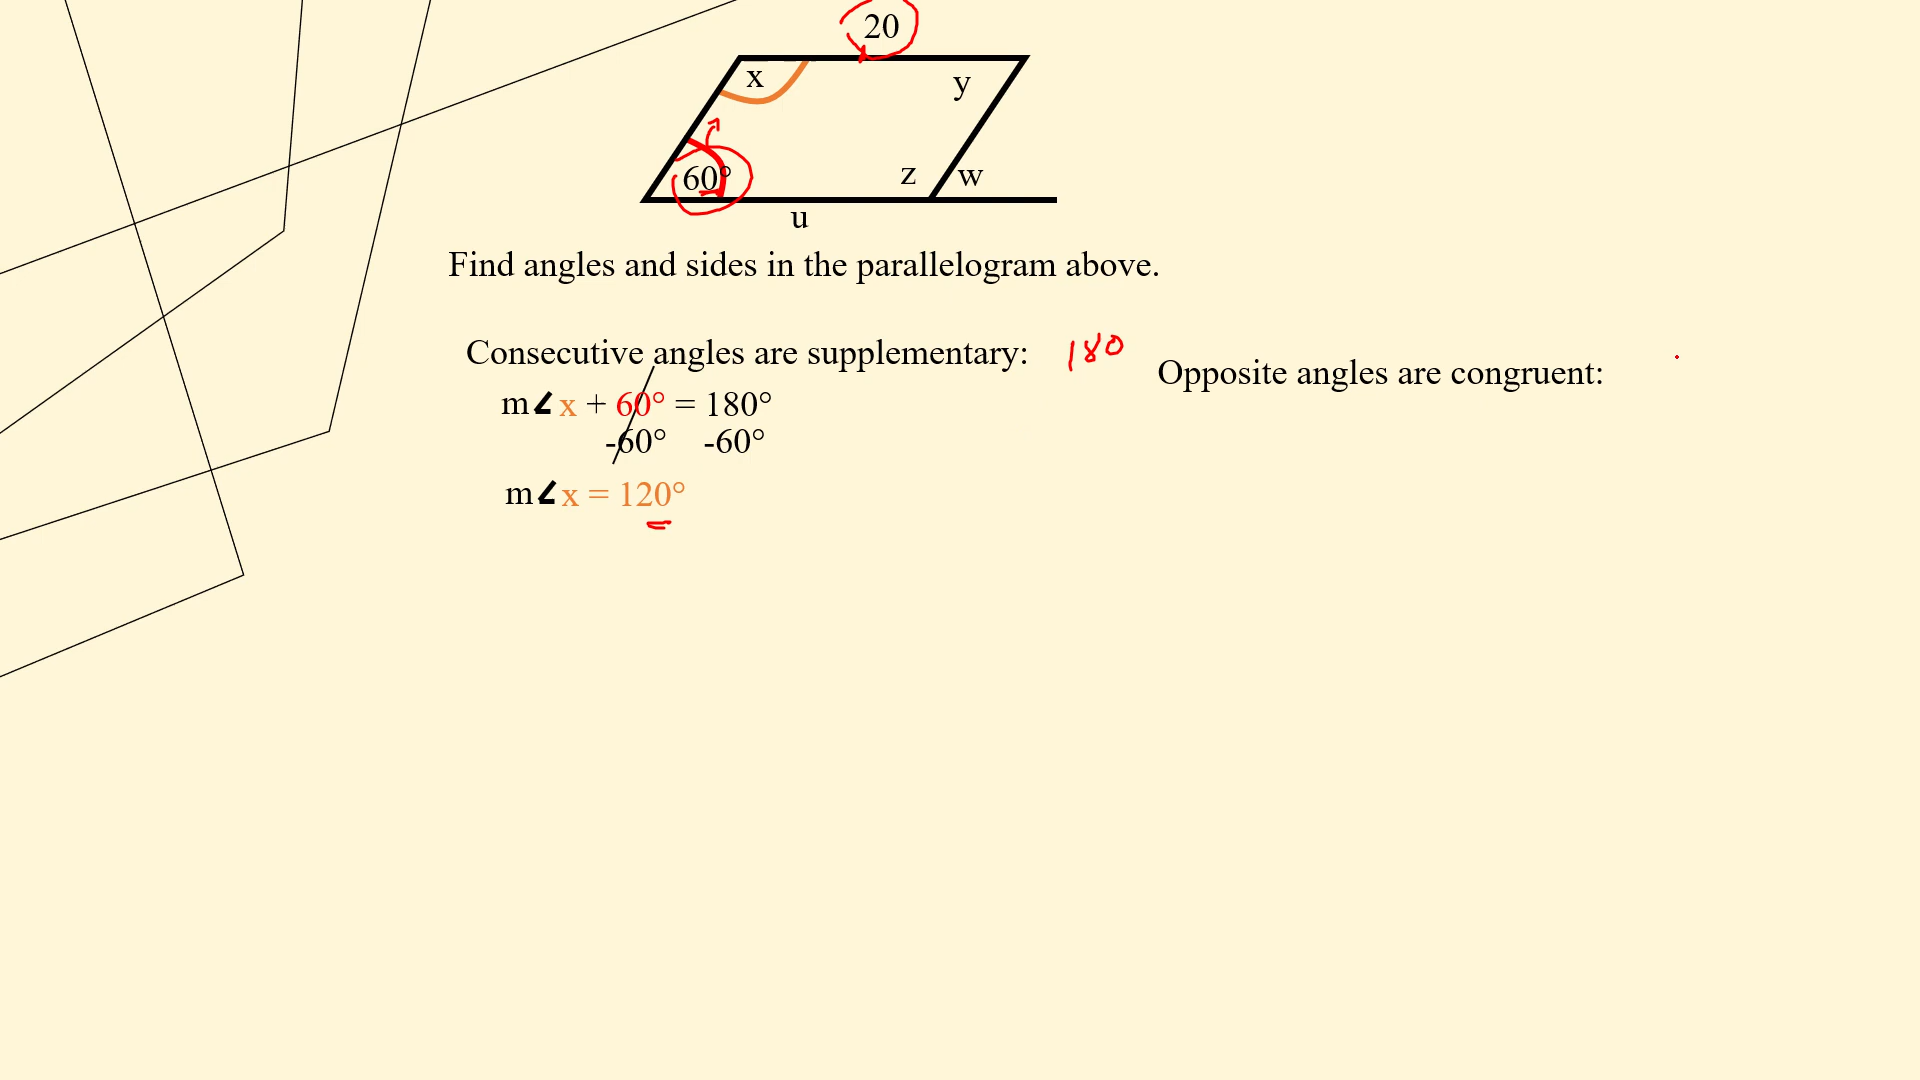 20
x
y
60°
z
w
u
Find angles and sides in the parallelogram above.
Consecutive angles are supplementary: 180
m∠x + 60° = 180°
-60° -60°
m∠x = 120°
Opposite angles are congruent: